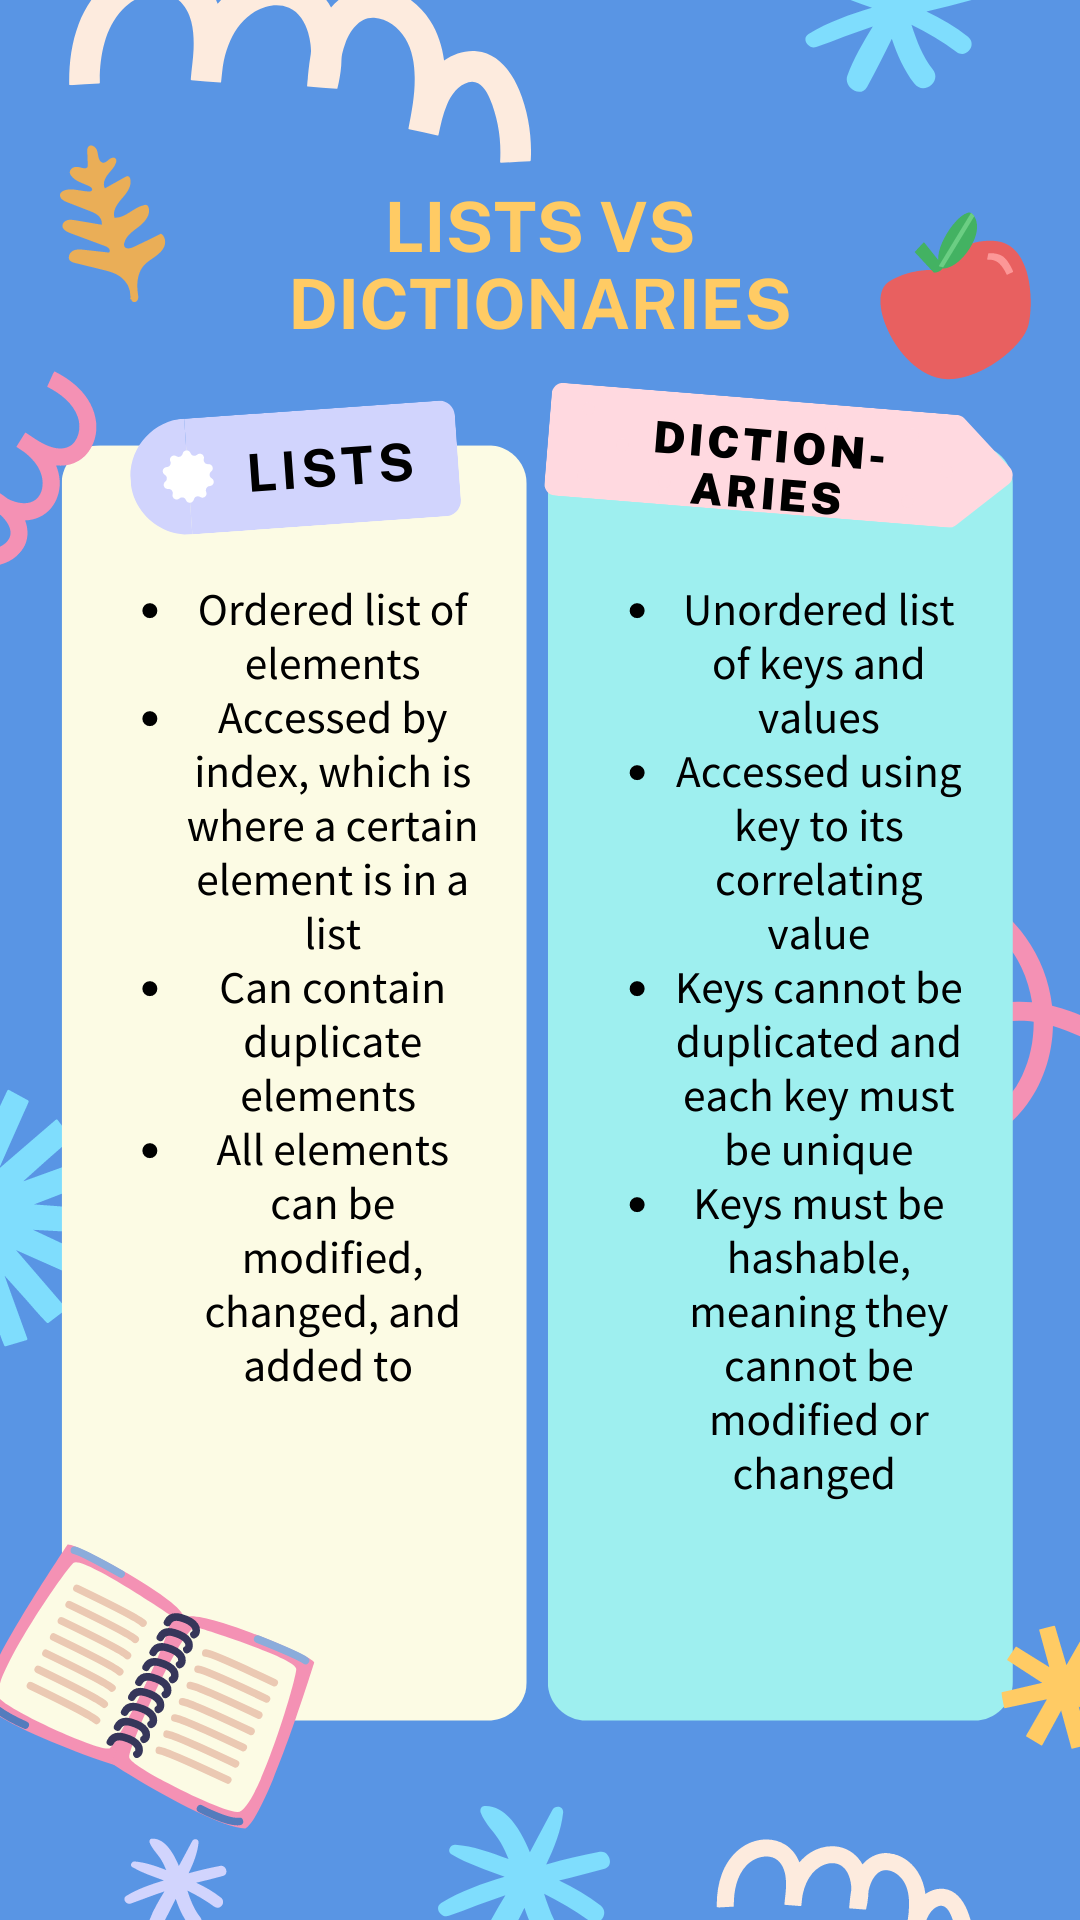 LISTS VS
DICTIONARIES
LISTS
• Ordered list of
elements
• Accessed by
index, which is
where a certain
element is in a
list
• Can contain
duplicate
elements
• All elements
can be
modified,
changed, and
added to
DICTION-
ARIES
• Unordered list
of keys and
values
• Accessed using
key to its
correlating
value
• Keys cannot be
duplicated and
each key must
be unique
• Keys must be
hashable,
meaning they
cannot be
modified or
changed